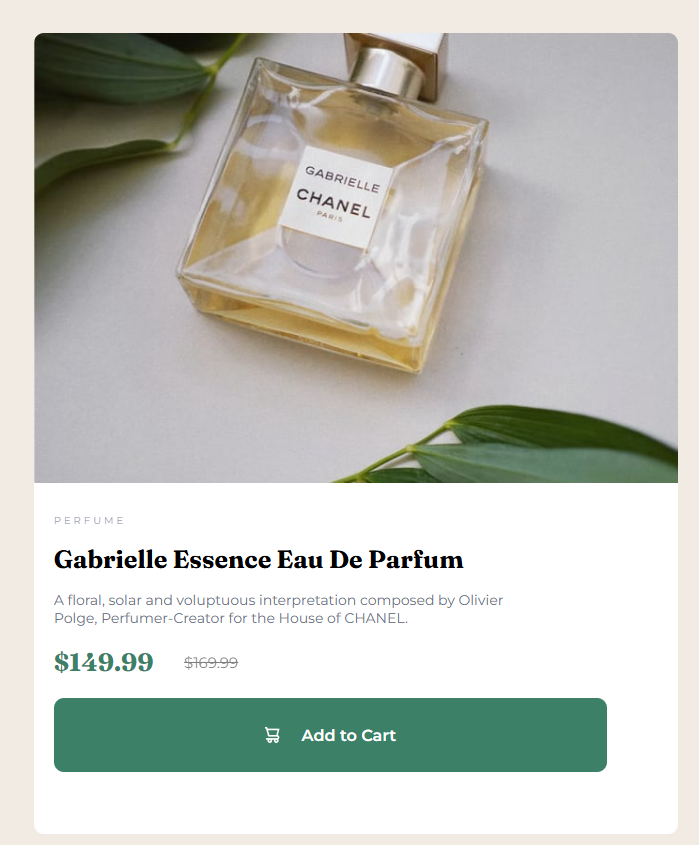 GABRIELLE
CHANEL
PARIS
PERFUME
Gabrielle Essence Eau De Parfum
A floral, solar and voluptuous interpretation composed by Olivier
Polge, Perfumer-Creator for the House of CHANEL.
$149.99 $169.99
Add to Cart